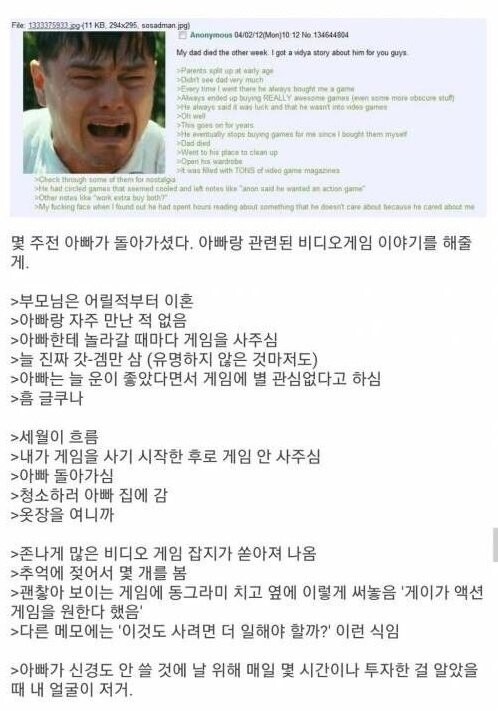 File: 1333375933.jpg-(11 KB, 294x295, sosadman.jpg)
Anonymous 04/02/12(Mon)10:12 No.134644804
My dad died the other week. I got a vidya story about him for you guys.
>Parents split up at early age
>Didn't see dad very much
>Every time I went there he always bought me a game
>Always ended up buying REALLY awesome games (even some more obscure stuff)
>He always said it was luck and that he wasn't into video games
>Oh well
>This goes on for years
>He eventually stops buying games for me since I bought them myself
>Dad died
>Went to his place to clean up
>Open his wardrobe
>It was filled with TONS of video game magazines
>Check through some of them for nostalgia
>He had circled games that seemed cooled and left notes like "anon said he wanted an action game"
>Other notes like "work extra buy both?"
>My fucking face when I found out he had spent hours reading about something that he doesn't care about because he cared about me
몇 주전 아빠가 돌아가셨다. 아빠랑 관련된 비디오게임 이야기를 해줄
게.
>부모님은 어릴적부터 이혼
>아빠랑 자주 만난 적 없음
>아빠한테 놀라갈 때마다 게임을 사주심
>늘 진짜 갓-겜만 삼 (유명하지 않은 것마저도)
>아빠는 늘 운이 좋았다면서 게임에 별 관심없다고 하심
>흠 글쿠나
>세월이 흐름
>내가 게임을 사기 시작한 후로 게임 안 사주심
>아빠 돌아가심
>청소하러 아빠 집에 감
>옷장을 여니까
>존나게 많은 비디오 게임 잡지가 쏟아져 나옴
>추억에 젖어서 몇 개를 봄
>괜찮아 보이는 게임에 동그라미 치고 옆에 이렇게 써놓음 '게이가 액션
게임을 원한다 했음'
>다른 메모에는 '이것도 사려면 더 일해야 할까?' 이런 식임
>아빠가 신경도 안 쓸 것에 날 위해 매일 몇 시간이나 투자한 걸 알았을
때 내 얼굴이 저거.